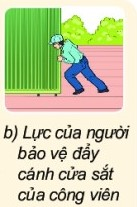 b) Lực của người
bảo vệ đẩy
cánh cửa sắt
của công viên